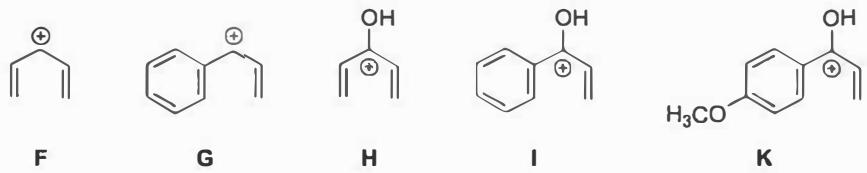 ⊕ ⊕ OH OH OH
⊕ ⊕ ⊕
H₃CO
F G H I K